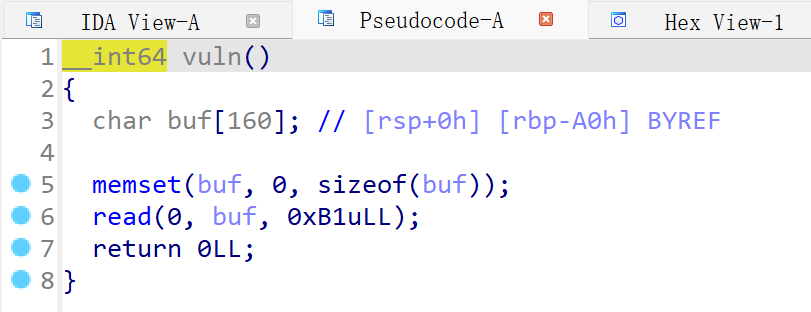 IDA View-A Pseudocode-A Hex View-1
1 __int64 vuln()
2 {
3   char buf[160]; // [rsp+0h] [rbp-A0h] BYREF
4
5   memset(buf, 0, sizeof(buf));
6   read(0, buf, 0xB1uLL);
7   return 0LL;
8 }